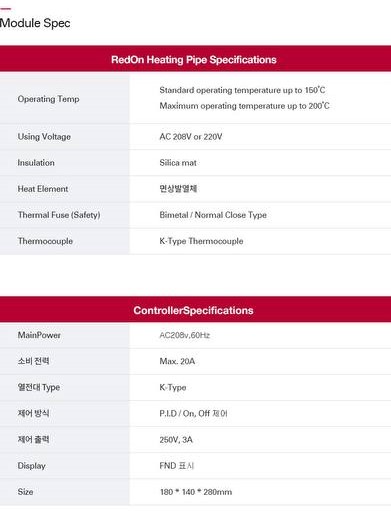 Module Spec
RedOn Heating Pipe Specifications
Operating Temp
Standard operating temperature up to 150˚C
Maximum operating temperature up to 200˚C
Using Voltage AC 208V or 220V
Insulation Silica mat
Heat Element 면상발열체
Thermal Fuse (Safety) Bimetal / Normal Close Type
Thermocouple K-Type Thermocouple
ControllerSpecifications
MainPower AC208v,60Hz
소비 전력 Max. 20A
열전대 Type K-Type
제어 방식 P.I.D / On, Off 제어
제어 출력 250V, 3A
Display FND 표시
Size 180 * 140 * 280mm